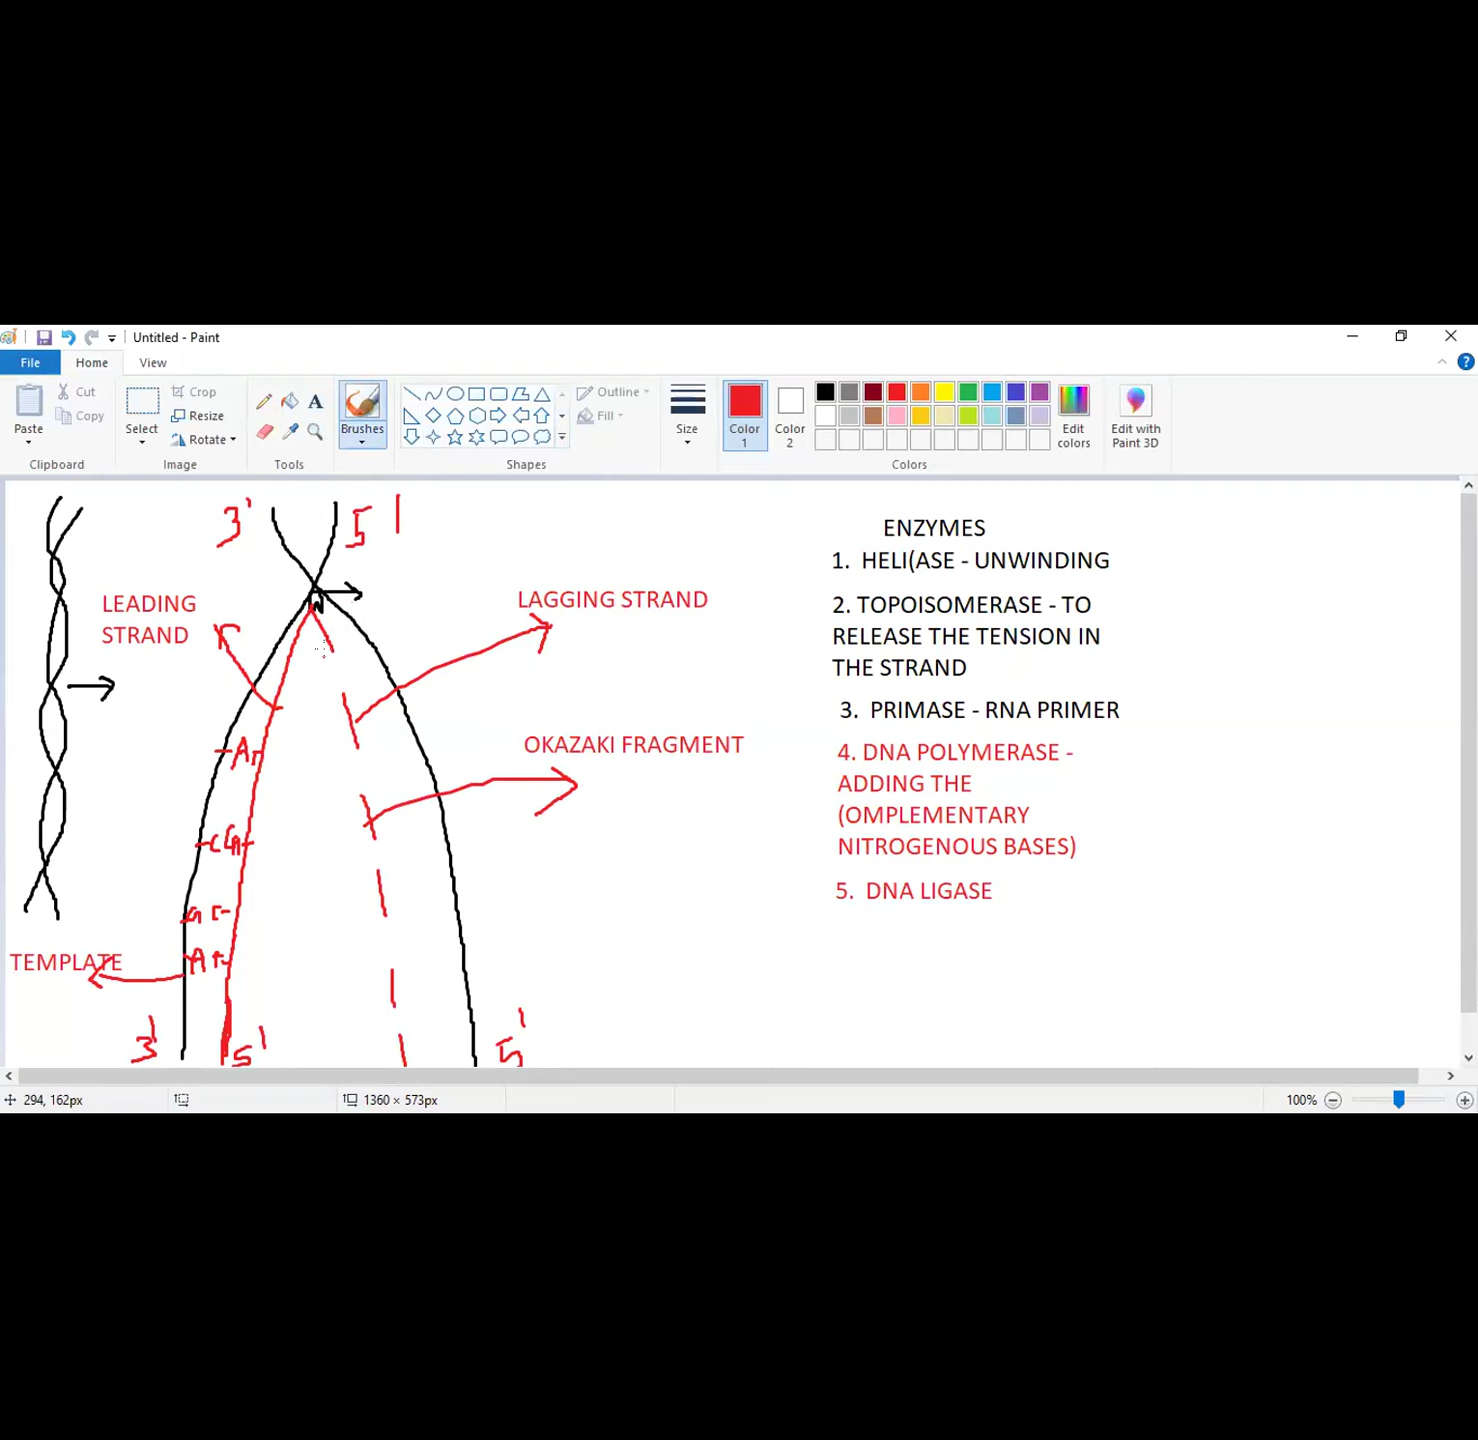 Untitled - Paint
File
Home
View
Paste
Cut
Copy
Clipboard
Select
Crop
Resize
Rotate
Image
A
Tools
Brushes
Outline
Fill
Shapes
Size
Color
1
Color
2
Edit
colors
Colors
Edit with
Paint 3D
3'
5'
ENZYMES
1. HELI(ASE - UNWINDING
LEADING
STRAND
LAGGING STRAND
2. TOPOISOMERASE - TO
RELEASE THE TENSION IN
THE STRAND
3. PRIMASE - RNA PRIMER
OKAZAKI FRAGMENT
4. DNA POLYMERASE -
ADDING THE
(OMPLEMENTARY
NITROGENOUS BASES)
5. DNA LIGASE
A
C G
G C
A
TEMPLATE
3'
5'
5'
294, 162px
1360 × 573px
100%